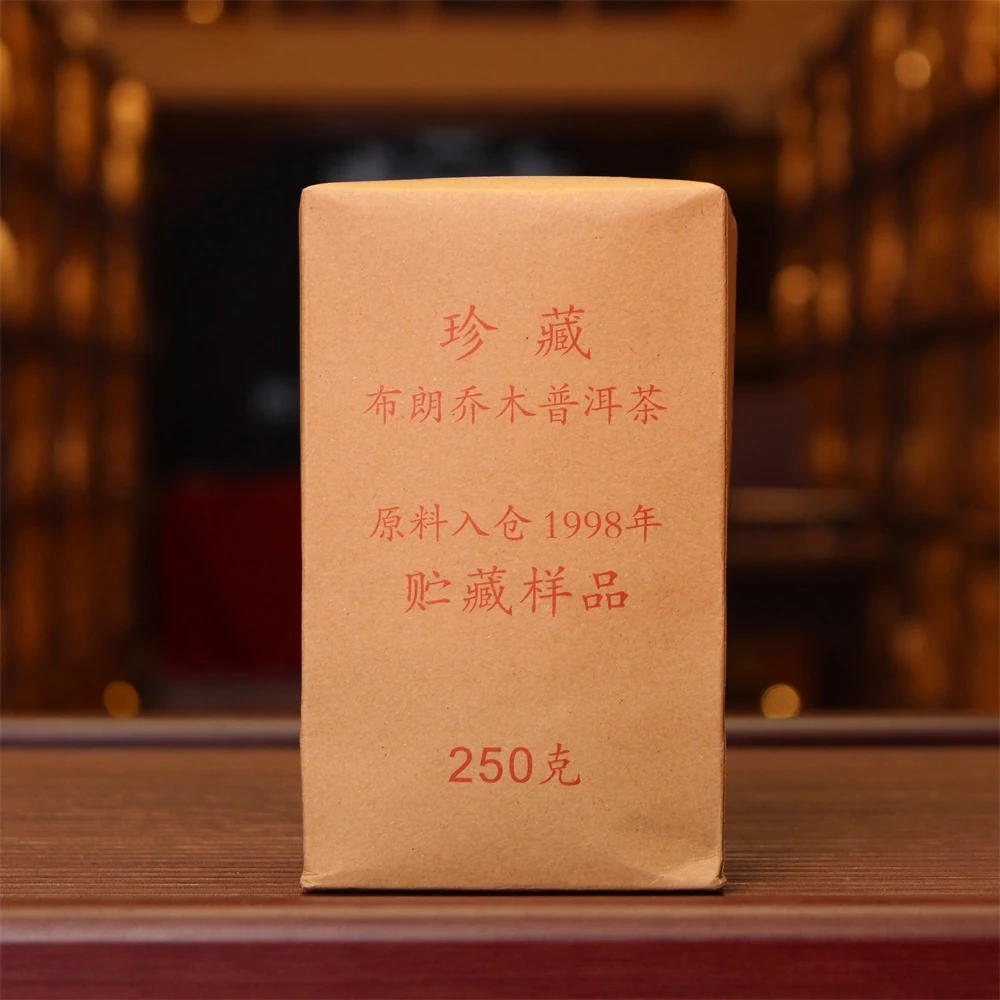 珍藏
布朗乔木普洱茶
原料入仓1998年
贮藏样品
250克